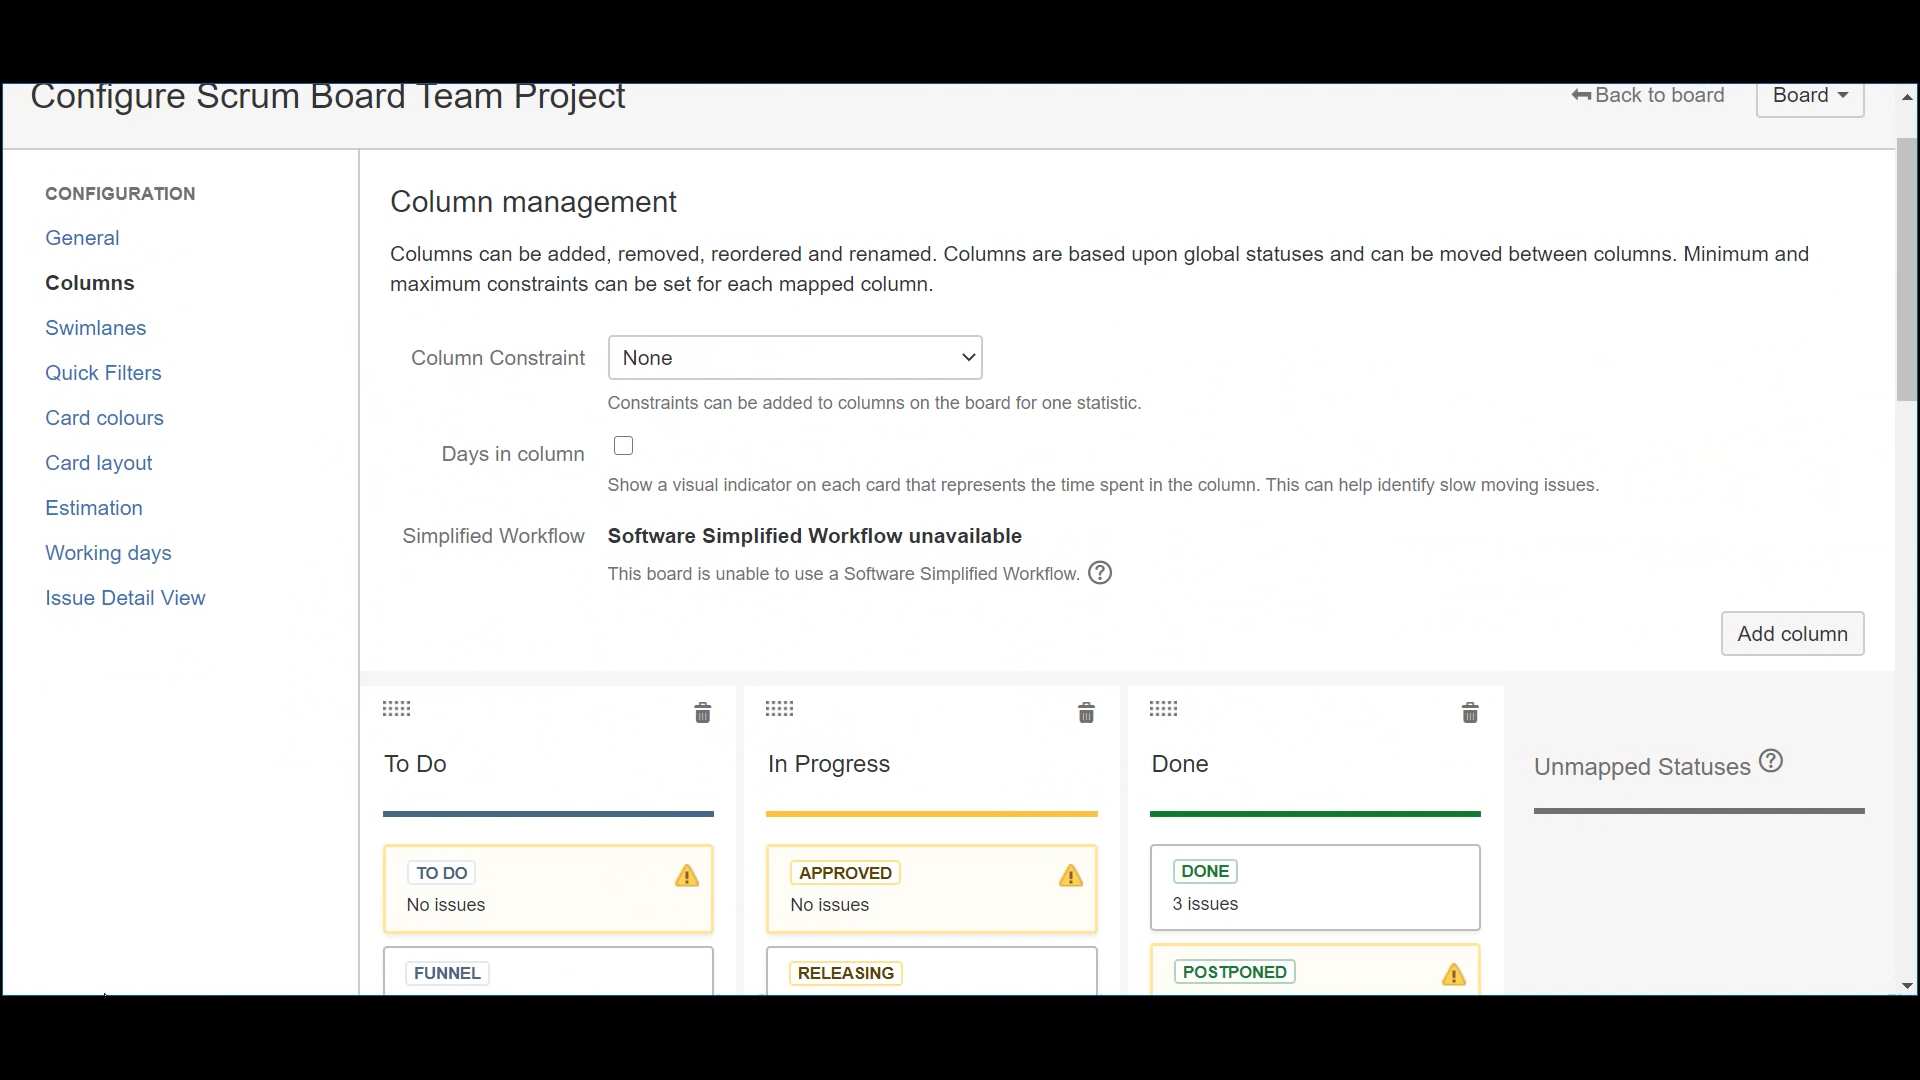 Configure Scrum Board Team Project
Back to board
Board
CONFIGURATION
General
Columns
Swimlanes
Quick Filters
Card colours
Card layout
Estimation
Working days
Issue Detail View
Column management
Columns can be added, removed, reordered and renamed. Columns are based upon global statuses and can be moved between columns. Minimum and
maximum constraints can be set for each mapped column.
Column Constraint
None
Constraints can be added to columns on the board for one statistic.
Days in column
Show a visual indicator on each card that represents the time spent in the column. This can help identify slow moving issues.
Simplified Workflow
Software Simplified Workflow unavailable
This board is unable to use a Software Simplified Workflow.
Add column
To Do
TO DO
No issues
FUNNEL
In Progress
APPROVED
No issues
RELEASING
Done
DONE
3 issues
POSTPONED
Unmapped Statuses